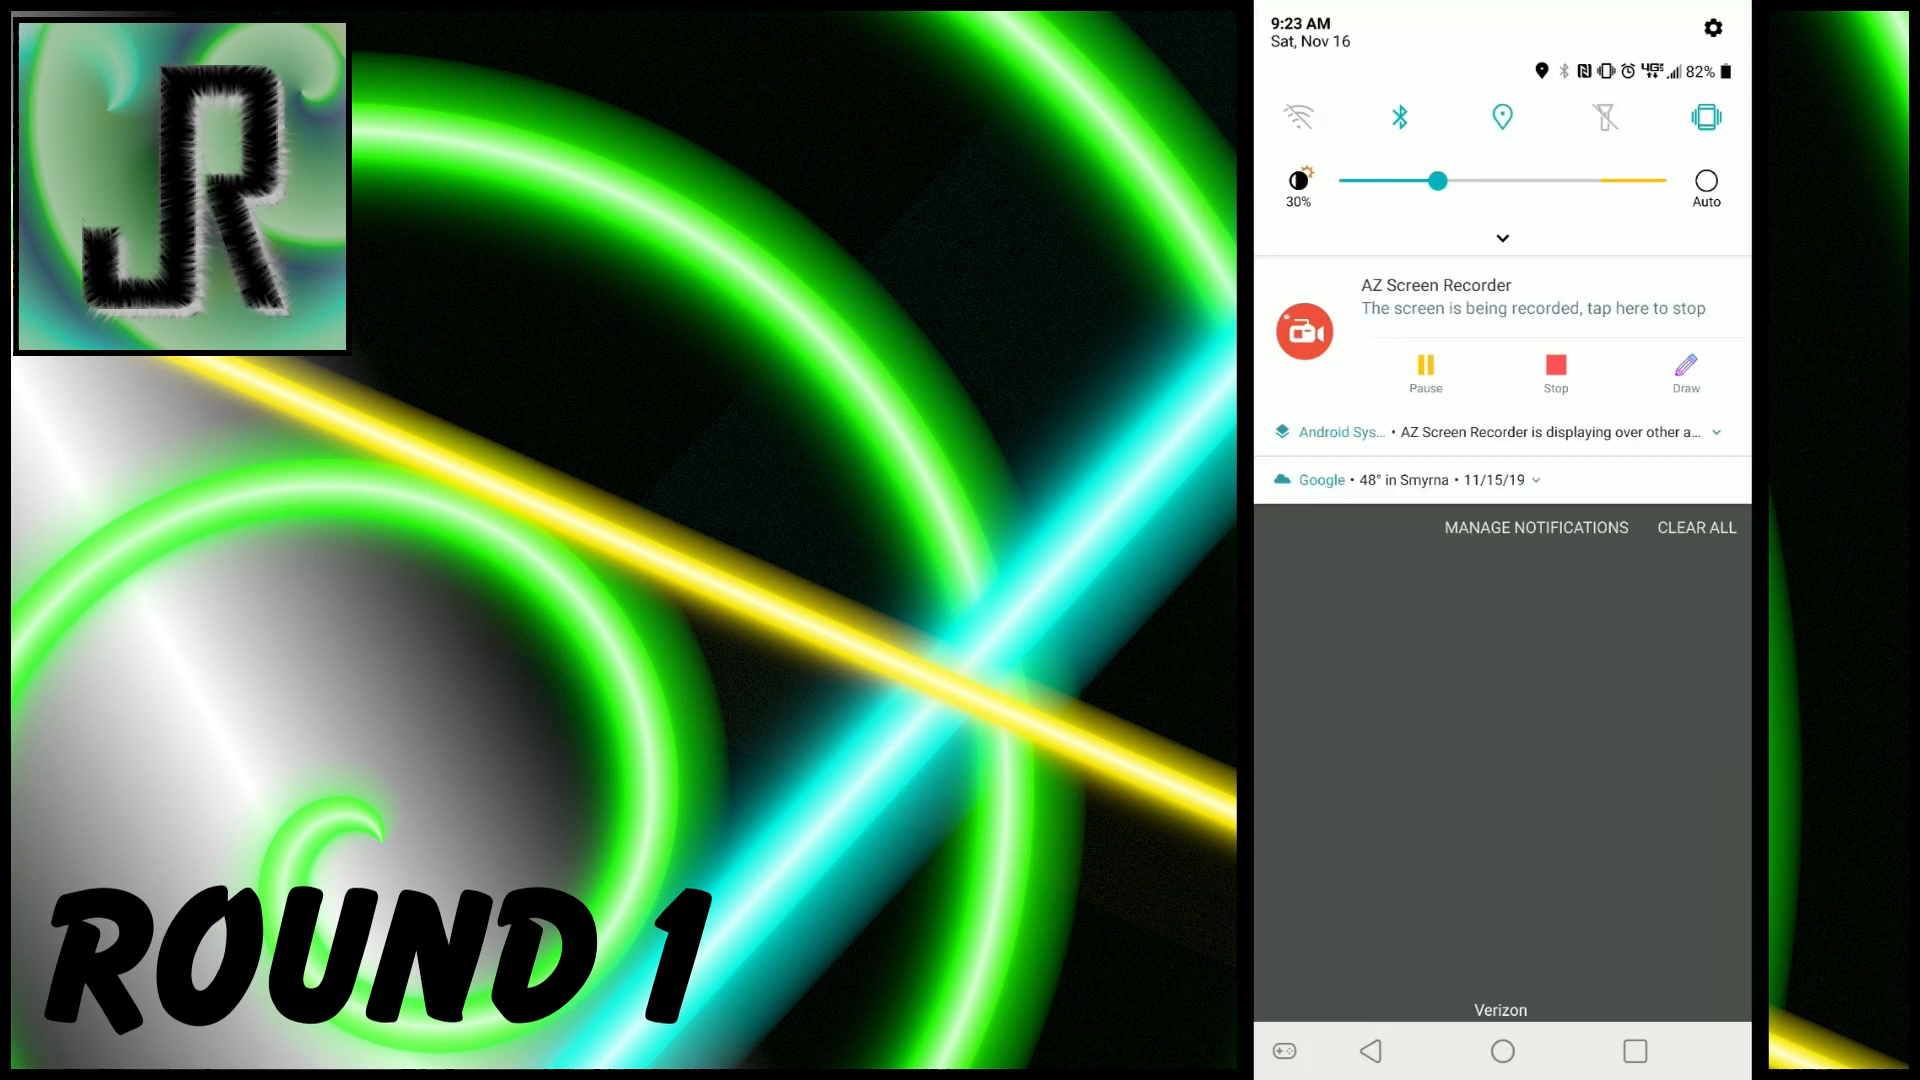 JR
ROUND 1
9:23 AM
Sat, Nov 16
82%
30%
Auto
AZ Screen Recorder
The screen is being recorded, tap here to stop
Pause
Stop
Draw
Android Sys... • AZ Screen Recorder is displaying over other a...
Google • 48° in Smyrna • 11/15/19
MANAGE NOTIFICATIONS
CLEAR ALL
Verizon